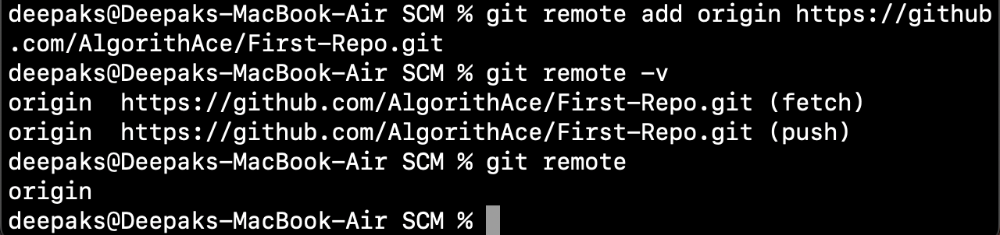 deepaks@Deepaks-MacBook-Air SCM % git remote add origin https://github
.com/AlgorithAce/First-Repo.git
deepaks@Deepaks-MacBook-Air SCM % git remote -v
origin  https://github.com/AlgorithAce/First-Repo.git (fetch)
origin  https://github.com/AlgorithAce/First-Repo.git (push)
deepaks@Deepaks-MacBook-Air SCM % git remote
origin
deepaks@Deepaks-MacBook-Air SCM %